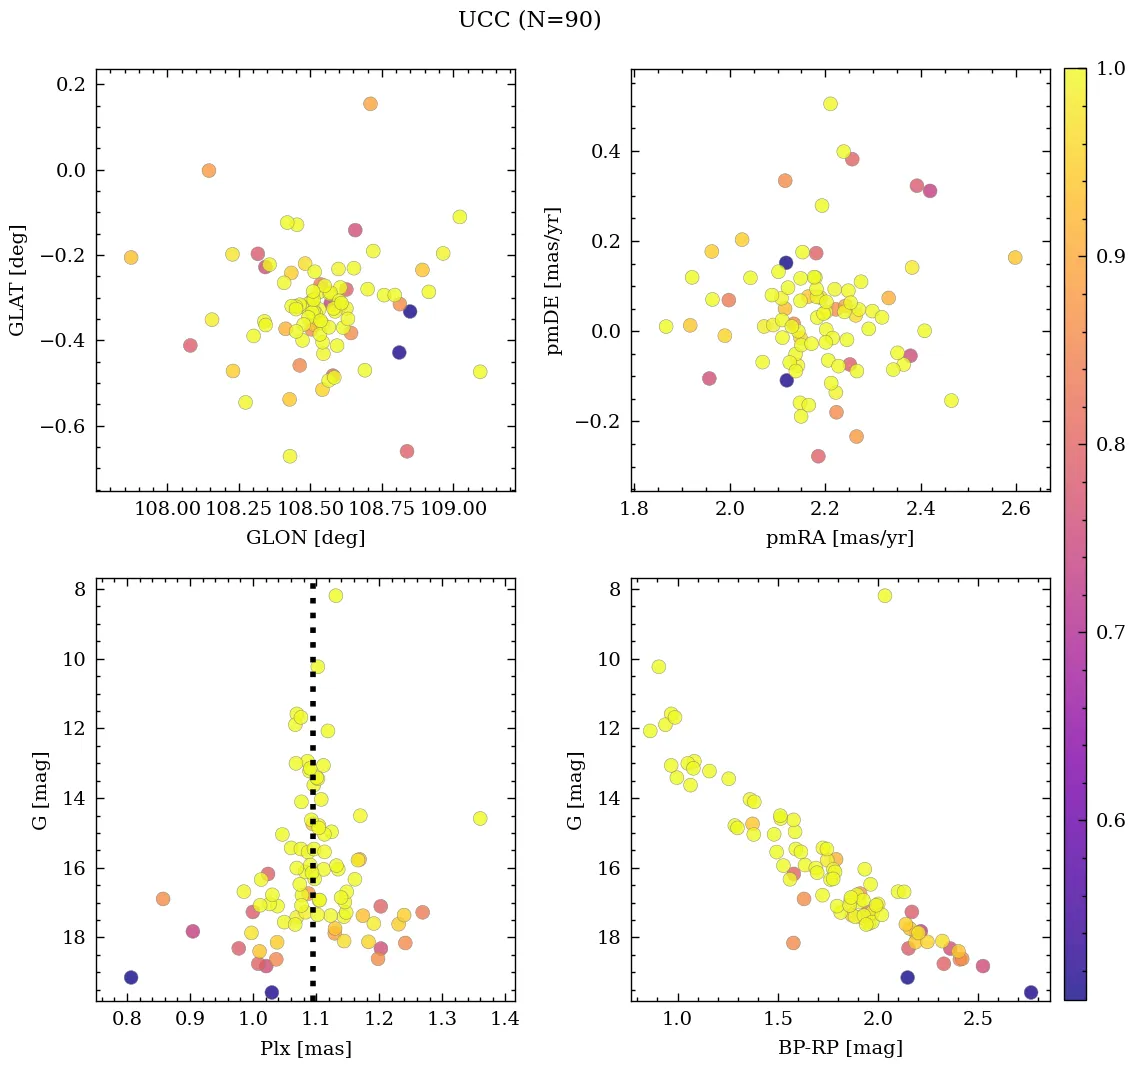 UCC (N=90)
0.2
0.0
−0.2
−0.4
−0.6
GLAT [deg]
108.00 108.25 108.50 108.75 109.00
GLON [deg]
0.4
0.2
0.0
−0.2
pmDE [mas/yr]
1.8 2.0 2.2 2.4 2.6
pmRA [mas/yr]
1.0
0.9
0.8
0.7
0.6
8
10
12
14
16
18
G [mag]
0.8 0.9 1.0 1.1 1.2 1.3 1.4
Plx [mas]
8
10
12
14
16
18
G [mag]
1.0 1.5 2.0 2.5
BP-RP [mag]